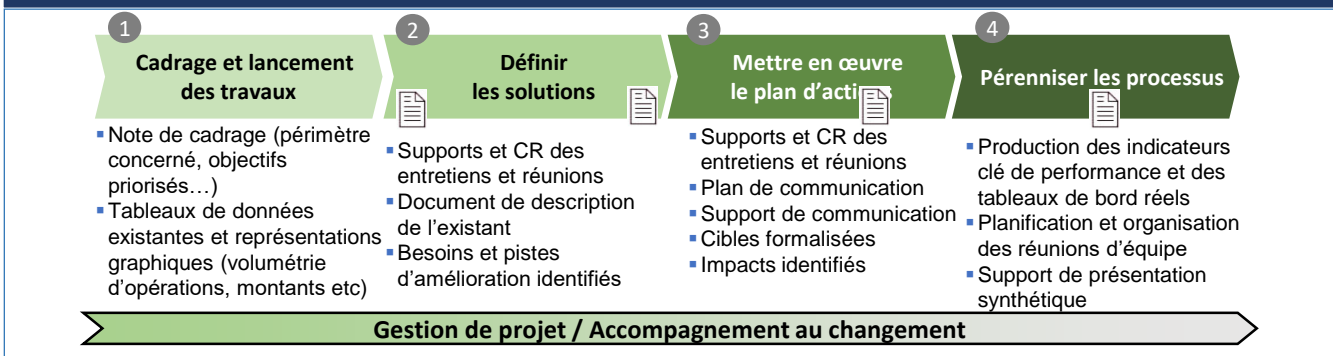 1
Cadrage et lancement
des travaux
▪ Note de cadrage (périmètre
concerné, objectifs
priorisés…)
▪ Tableaux de données
existantes et représentations
graphiques (volumétrie
d'opérations, montants etc)
2
Définir
les solutions
▪ Supports et CR des
entretiens et réunions
▪ Document de description
de l'existant
▪ Besoins et pistes
d'amélioration identifiés
3
Mettre en œuvre
le plan d'actions
▪ Supports et CR des
entretiens et réunions
▪ Plan de communication
▪ Support de communication
▪ Cibles formalisées
▪ Impacts identifiés
4
Pérenniser les processus
▪ Production des indicateurs
clé de performance et des
tableaux de bord réels
▪ Planification et organisation
des réunions d'équipe
▪ Support de présentation
synthétique
Gestion de projet / Accompagnement au changement